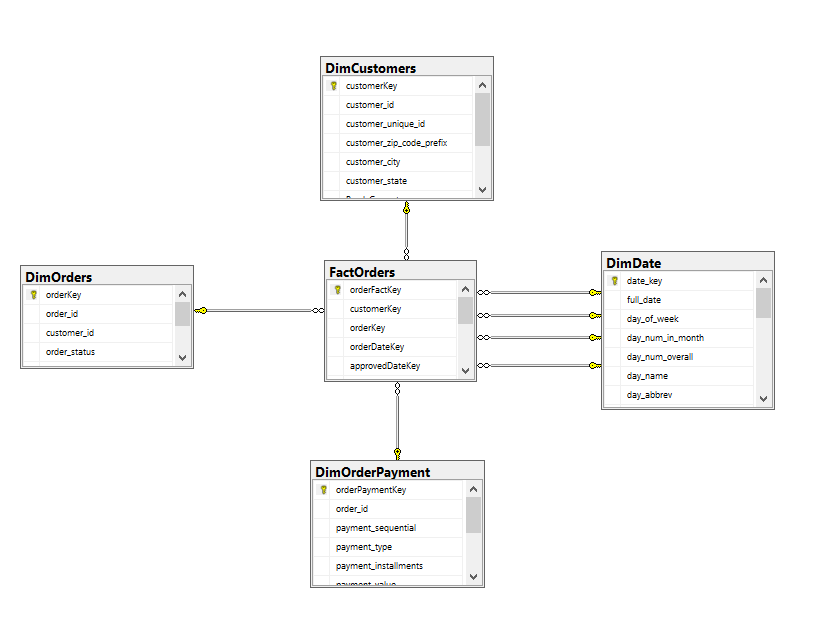 DimCustomers
customerKey
customer_id
customer_unique_id
customer_zip_code_prefix
customer_city
customer_state
DimOrders
orderKey
order_id
customer_id
order_status
FactOrders
orderFactKey
customerKey
orderKey
orderDateKey
approvedDateKey
DimDate
date_key
full_date
day_of_week
day_num_in_month
day_num_overall
day_name
day_abbrev
DimOrderPayment
orderPaymentKey
order_id
payment_sequential
payment_type
payment_installments
payment_value